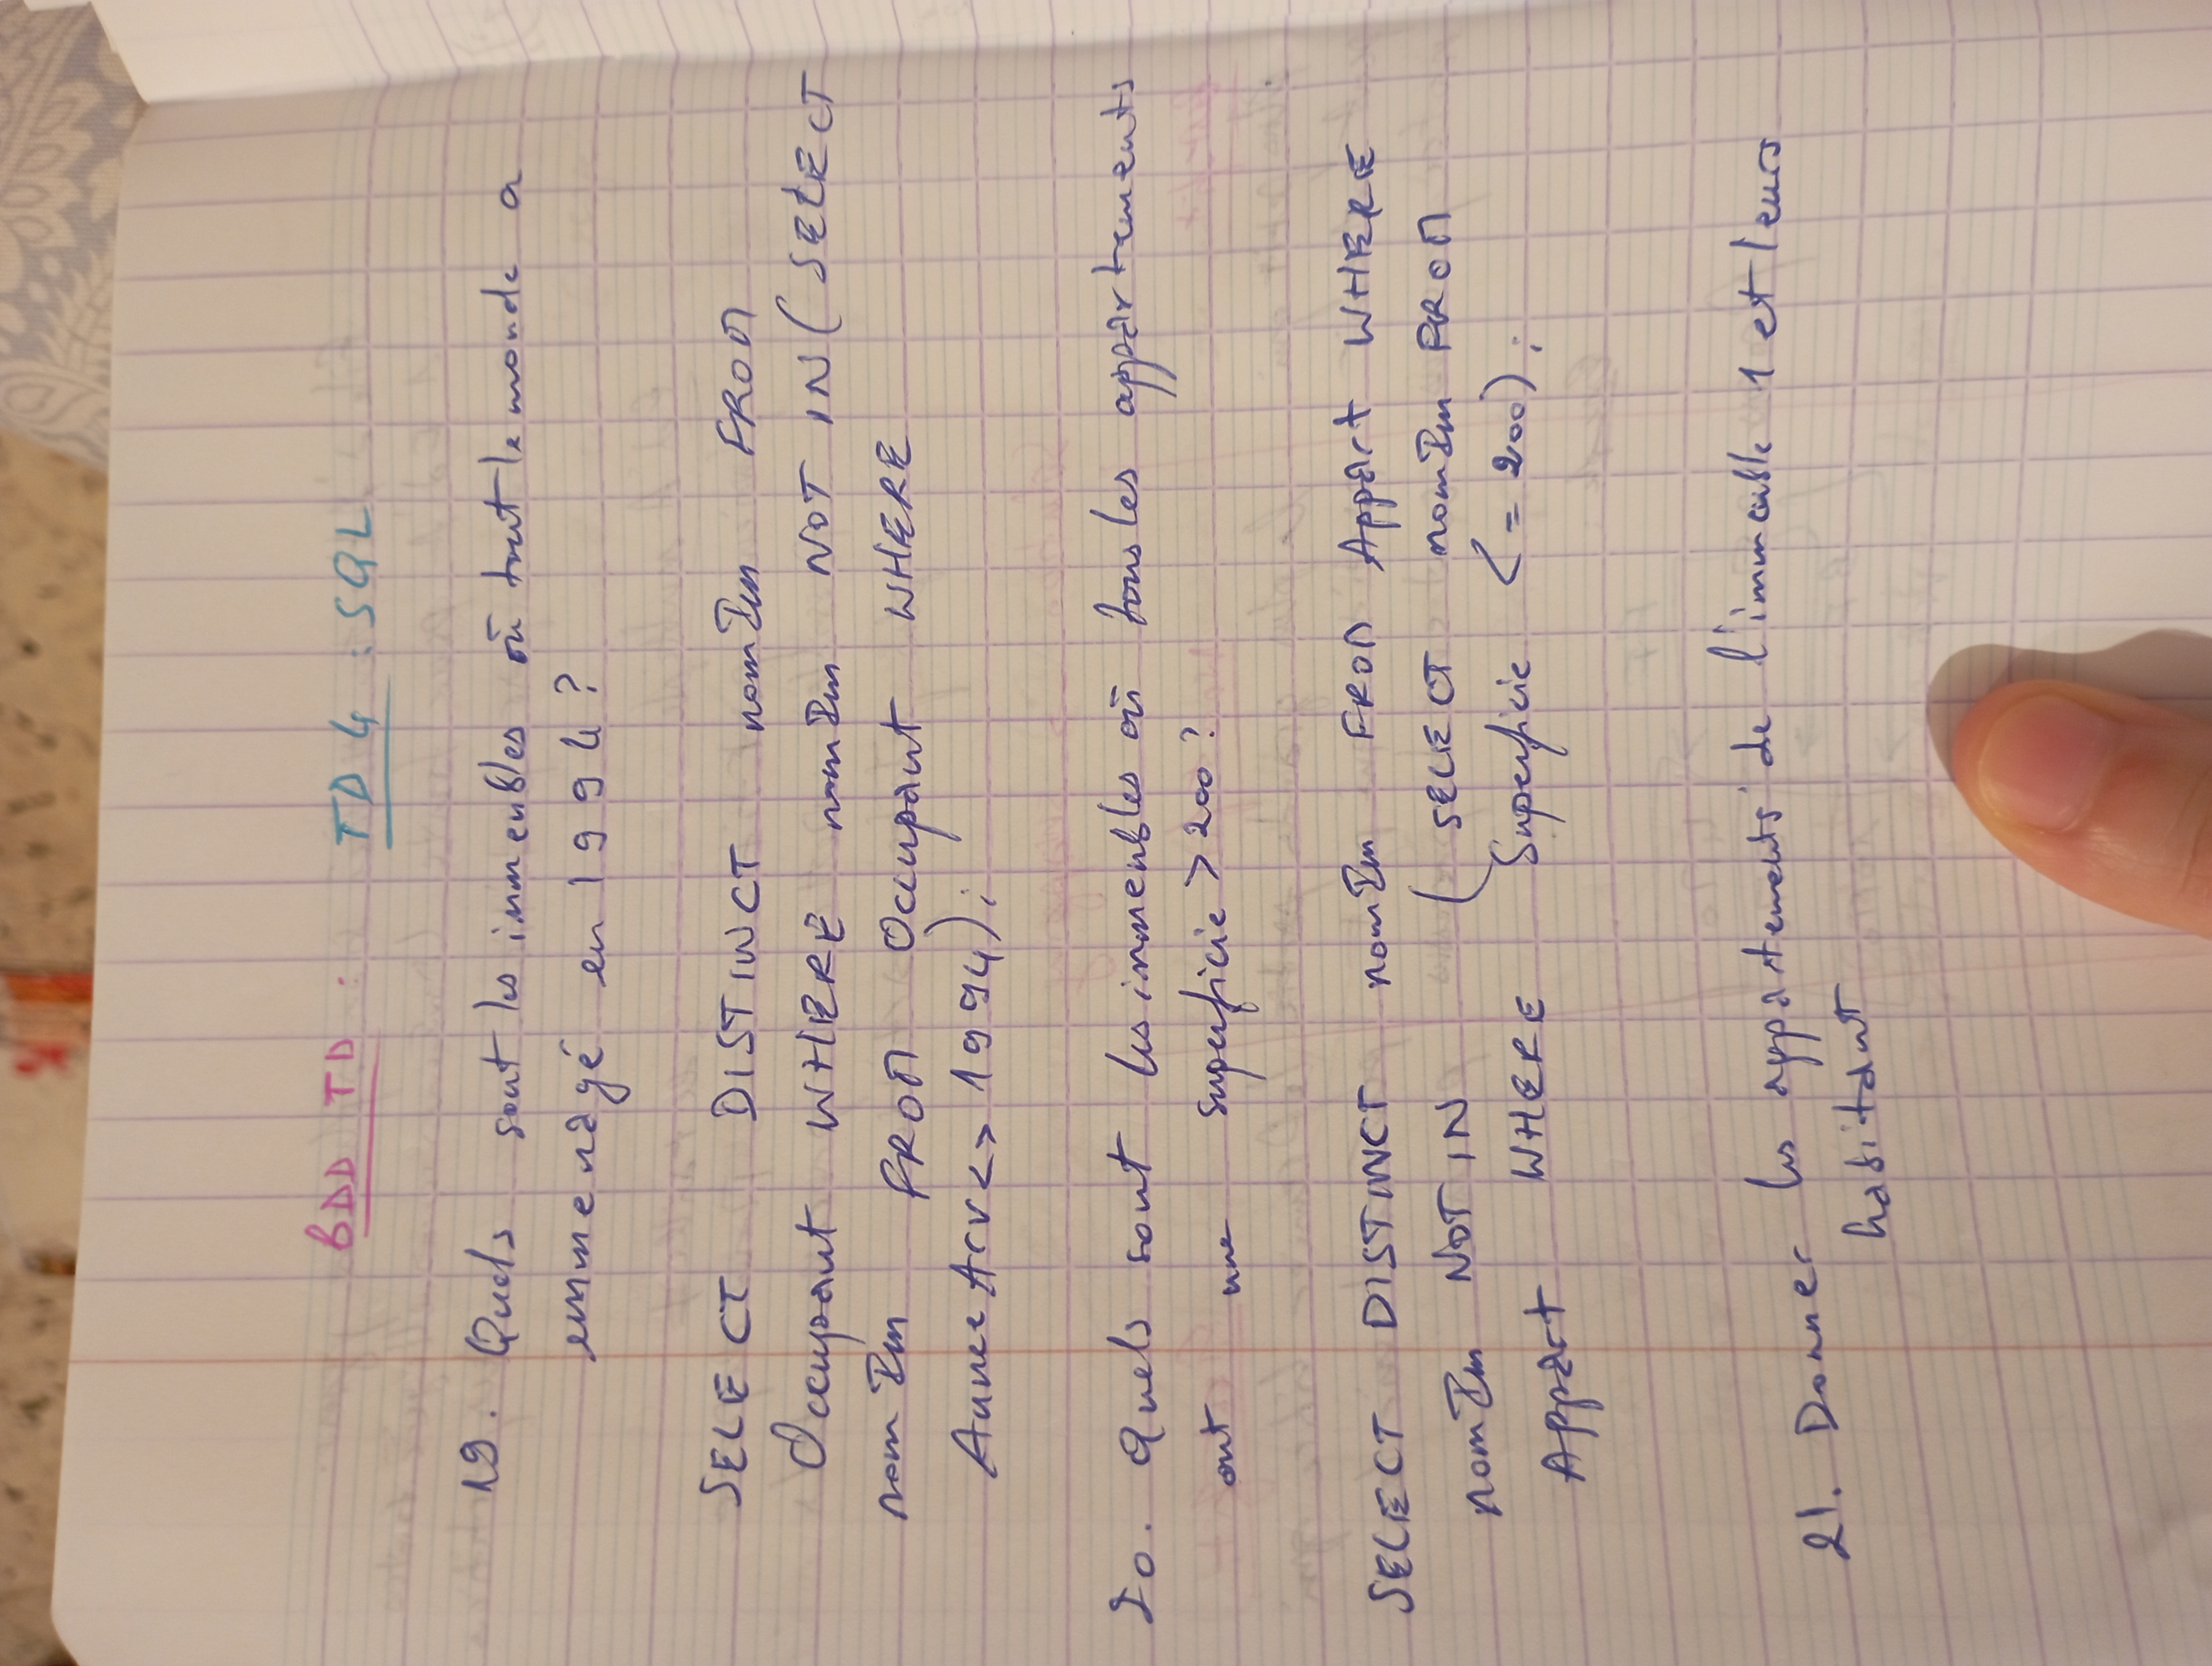 BDD TD : TD 4 : SQL
19. Quels sont les immeubles où tout le monde a
emmenagé en 1994 ?
SELECT DISTINCT nomIm FROM
Occupant WHERE nomIm NOT IN (SELECT
nomIm FROM Occupant WHERE
AnneeArr <> 1994) ;
20. Quels sont les immeubles où tous les appartements
ont une superficie > 200 ?
SELECT DISTINCT nomIm FROM Appart WHERE
nomIm NOT IN (SELECT nomIm FROM
Appart WHERE Superficie <= 200) ;
21. Donner les appartements de l'immeuble 1 et leurs
habitant